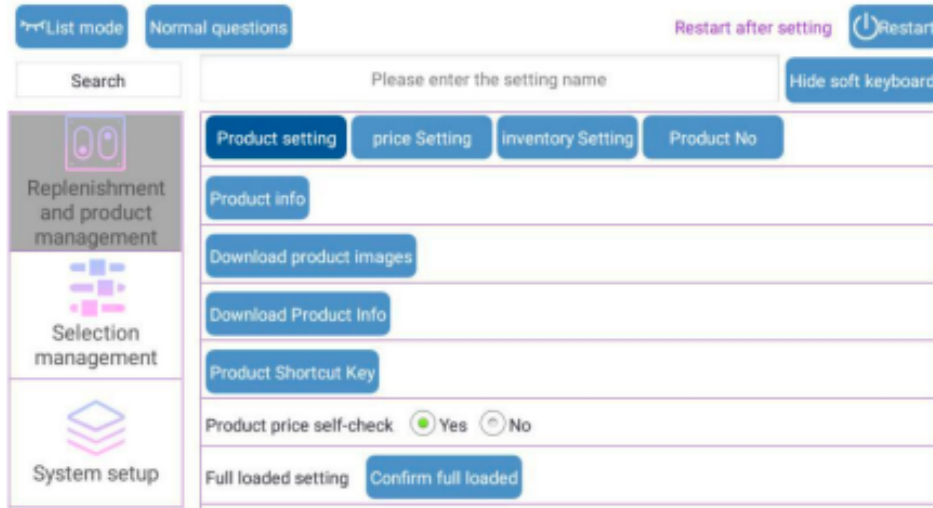 List mode
Normal questions
Restart after setting
Restart
Search
Please enter the setting name
Hide soft keyboard
Replenishment
and product
management
Selection
management
System setup
Product setting
price Setting
inventory Setting
Product No
Product info
Download product images
Download Product Info
Product Shortcut Key
Product price self-check Yes No
Full loaded setting Confirm full loaded